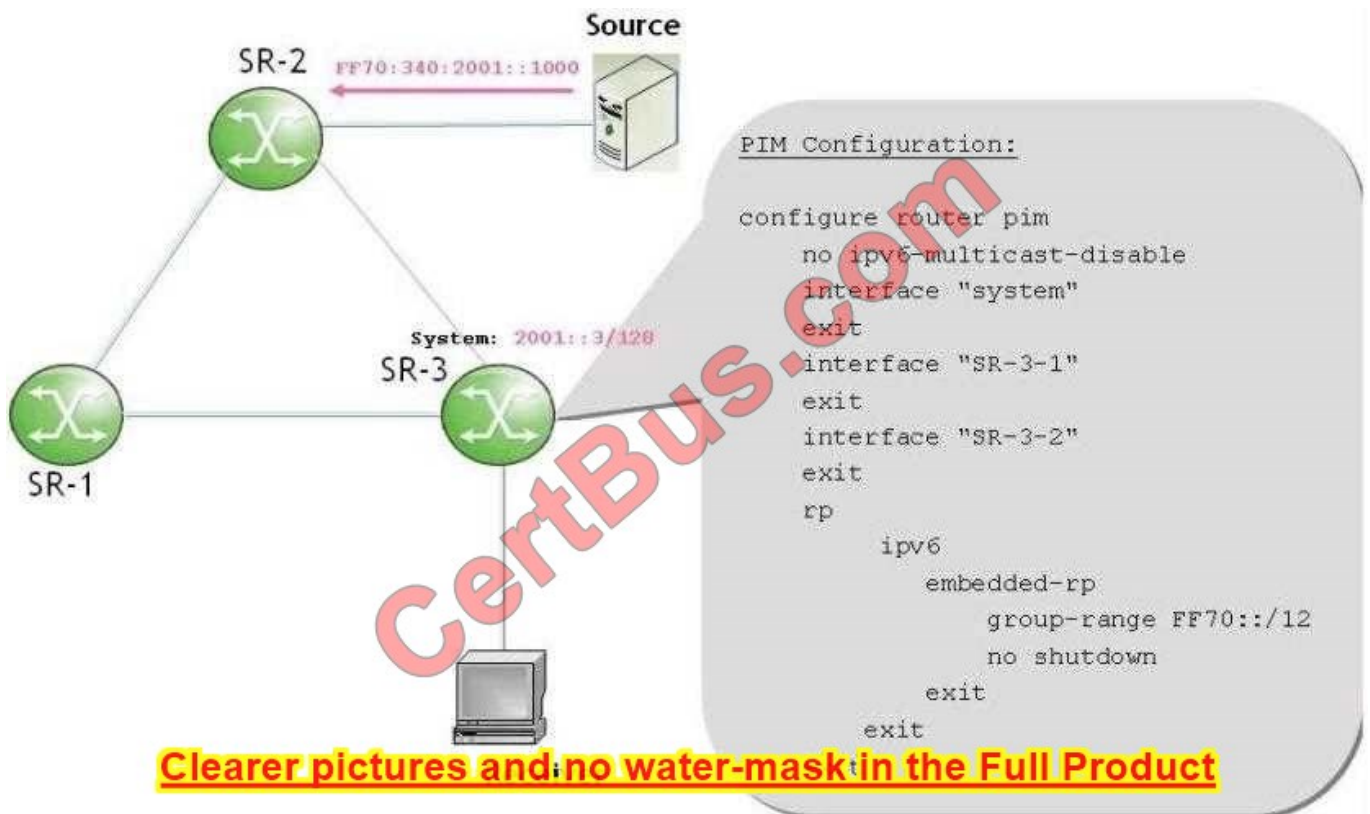 Source
SR-2
FF70:340:2001::1000
PIM Configuration:
configure router pim
no ipv6-multicast-disable
interface "system"
exit
interface "SR-3-1"
exit
interface "SR-3-2"
exit
rp
ipv6
embedded-rp
group-range FF70::/12
no shutdown
exit
exit
System: 2001::3/128
SR-3
SR-1
CertBus.com
Clearer pictures and no water-mask in the Full Product